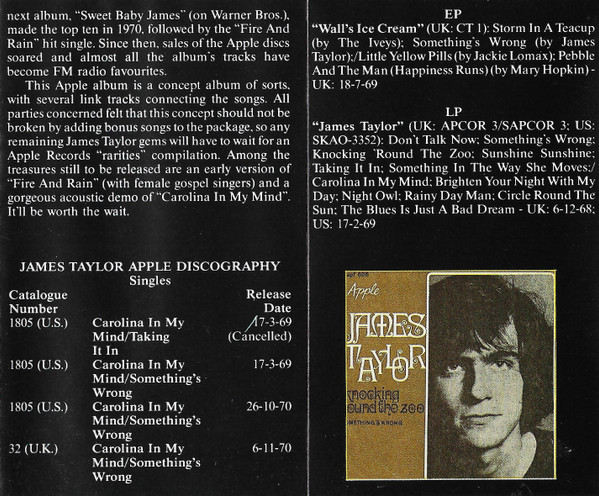 next album, "Sweet Baby James" (on Warner Bros.),
made the top ten in 1970, followed by the "Fire And
Rain" hit single. Since then, sales of the Apple discs
soared and almost all the album's tracks have
become FM radio favourites.
This Apple album is a concept album of sorts,
with several link tracks connecting the songs. All
parties concerned felt that this concept should not be
broken by adding bonus songs to the package, so any
remaining James Taylor gems will have to wait for an
Apple Records "rarities" compilation. Among the
treasures still to be released are an early version of
"Fire And Rain" (with female gospel singers) and a
gorgeous acoustic demo of "Carolina In My Mind".
It'll be worth the wait.
JAMES TAYLOR APPLE DISCOGRAPHY
Singles
Catalogue Release
Number Date
1805 (U.S.) Carolina In My 17-3-69
Mind/Taking (Cancelled)
It In
1805 (U.S.) Carolina In My 17-3-69
Mind/Something's
Wrong
1805 (U.S.) Carolina In My 26-10-70
Mind/Something's
Wrong
32 (U.K.) Carolina In My 6-11-70
Mind/Something's
Wrong
EP
"Wall's Ice Cream" (UK: CT 1): Storm In A Teacup
(by The Iveys); Something's Wrong (by James
Taylor);/Little Yellow Pills (by Jackie Lomax); Pebble
And The Man (Happiness Runs) (by Mary Hopkin) -
UK: 18-7-69
LP
"James Taylor" (UK: APCOR 3/SAPCOR 3; US:
SKAO-3352): Don't Talk Now; Something's Wrong;
Knocking 'Round The Zoo; Sunshine Sunshine;
Taking It In; Something In The Way She Moves;/
Carolina In My Mind; Brighten Your Night With My
Day; Night Owl; Rainy Day Man; Circle Round The
Sun; The Blues Is Just A Bad Dream - UK: 6-12-68;
US: 17-2-69
Apple
JAMES
TAYLOR
knocking
ound the zoo
OMETHING'S WRONG